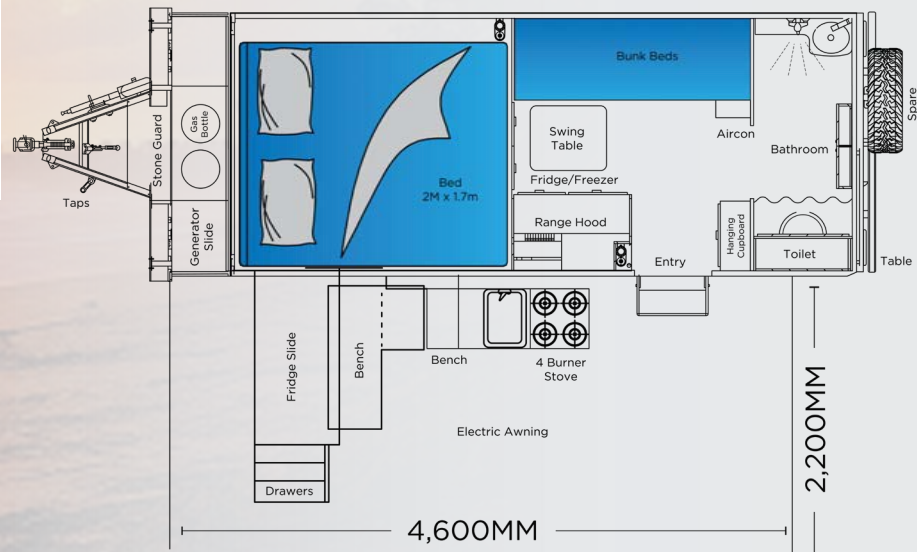 Bunk Beds
Spare
Gas
Bottle
Stone Guard
Swing
Table
Aircon
Bathroom
Fridge/Freezer
Bed
2M x 1.7m
Taps
Generator
Slide
Range Hood
Hanging
Cupboard
Toilet
Entry
Table
Fridge Slide
Bench
Bench
4 Burner
Stove
Electric Awning
2,200MM
Drawers
4,600MM